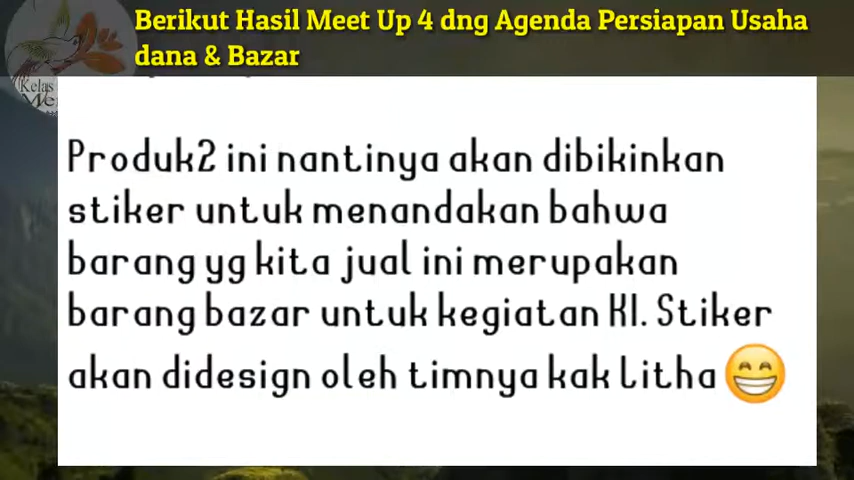 Berikut Hasil Meet Up 4 dng Agenda Persiapan Usaha
dana & Bazar
Kelas
Produk2 ini nantinya akan dibikinkan
stiker untuk menandakan bahwa
barang yg kita jual ini merupakan
barang bazar untuk kegiatan KI. Stiker
akan didesign oleh timnya kak Litha 😁